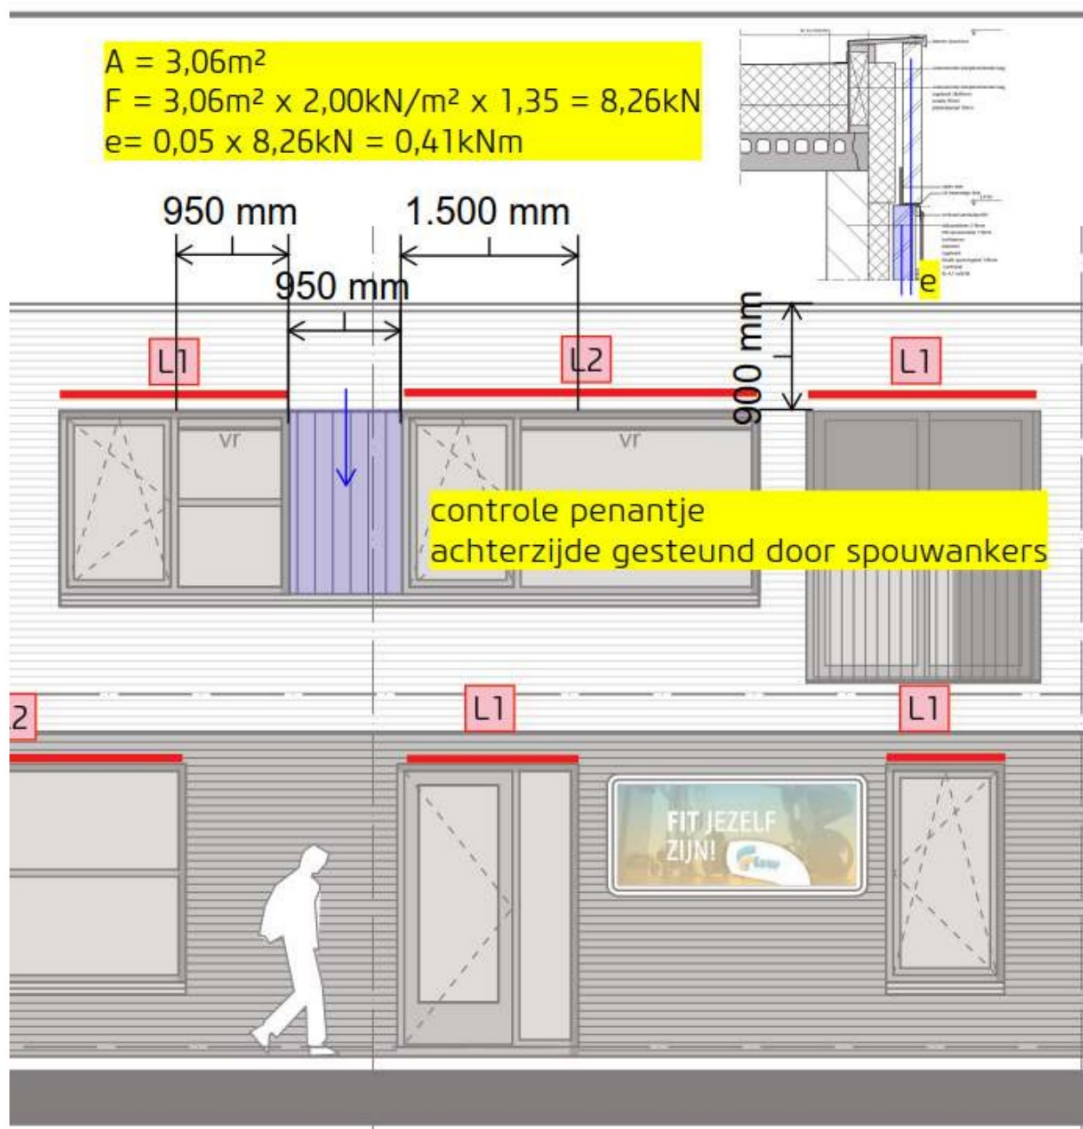 A = 3,06m²
F = 3,06m² x 2,00kN/m² x 1,35 = 8,26kN
e= 0,05 x 8,26kN = 0,41kNm
950 mm
1.500 mm
950 mm
e
900 mm
L1
L2
L1
vr
vr
controle penantje
achterzijde gesteund door spouwankers
.2
L1
L1
FIT JEZELF
ZIJN!